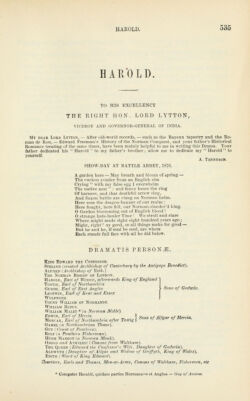 HAROLD. 535
HAROLD.
TO HIS EXCELLENCY
THE RIGHT HON. LORD LYTTON,
VICEROY AND GOVERNOR-GENERAL OF INDIA.
MY DEAR LORD LYTTON, — After old-world records, — such as the Bayeux tapestry and the Roman
de Rou, — Edward Freeman's History of the Norman Conquest, and your father's Historical
Romance treating of the same times, have been mainly helpful to me in writing this Drama. Your
father dedicated his "Harold" to my father's brother; allow me to dedicate my "Harold" to
yourself.
A. TENNYSON.
SHOW-DAY AT BATTLE ABBEY, 1876.
A garden here — May breath and bloom of spring —
The cuckoo yonder from an English elm
Crying "with my false egg I overwhelm
The native nest:" and fancy hears the ring
Of harness, and that deathful arrow sing,
And Saxon battle-axe clang on Norman helm.
Here rose the dragon-banner of our realm:
Here fought, here fell, our Norman-slander'd king.
O Garden blossoming out of English blood!
O strange hate-healer Time! We stroll and stare
Where might made right eight hundred years ago;
Might, right? ay good, so all things make for good —
But he and he, if soul be soul, are where
Each stands full face with all he did below.
DRAMATIS PERSONÆ.
KING EDWARD THE CONFESSOR.
STIGAND (created Archbishop of Canterbury by the Antipope Benedict).
ALDRED (Archbishop of York).
THE NORMAN BISHOP OF LONDON.
HAROLD, Earl of Wessex, afterwards King of England
TOSTIG, Earl of Northumbria
GURTH, Earl of East Anglia
LEOFWIN, Earl of Kent and Essex
WULFNOTH
Sons of Godwin.
COUNT WILLIAM OF NORMANDY.
WILLIAM RUFUS.
WILLIAM MALET (a Norman Noble).
EDWIN, Earl of Mercia
MORCAR, Earl of Northumbria after Tostig
Sons of Alfgar of Mercia.
GAMEL (a Northumbrian Thane).
GUY (Count of Ponthieu).
ROLF (a Ponthieu Fisherman).
HUGH MARGOT (a Norman Monk).
OSGOD and ATHELRIC (Canons from Waltham).
THE QUEEN (Edward the Confessor's Wife, Daughter of Godwin).
ALDWYTH (Daughter of Alfgar and Widow of Griffyth, King of Wales).
EDITH (Ward of King Edward).
Courtiers, Earls and Thanes, Men-at-Arms, Canons of Waltham, Fishermen, etc